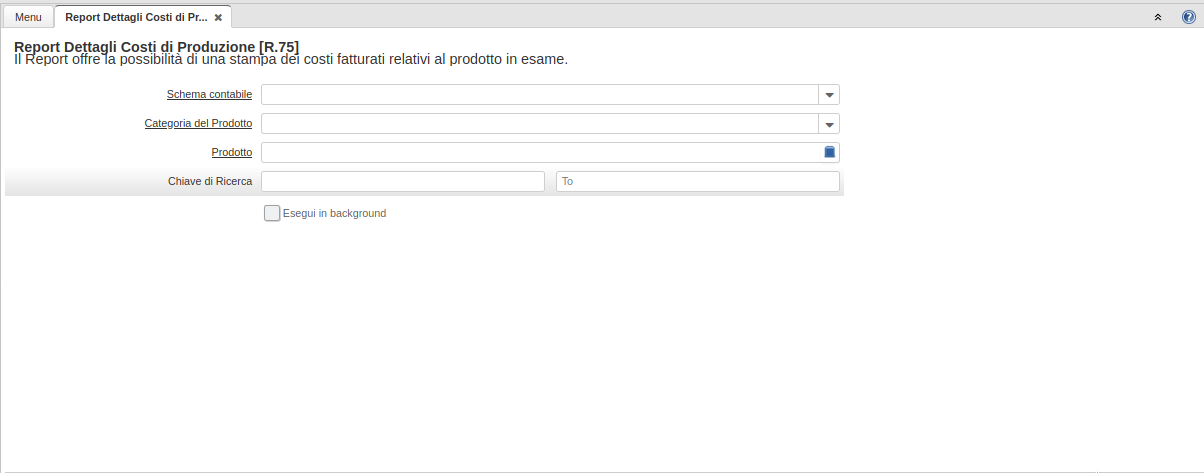 Menu
Report Dettagli Costi di Pr...
Report Dettagli Costi di Produzione [R.75]
Il Report offre la possibilità di una stampa dei costi fatturati relativi al prodotto in esame.
Schema contabile
Categoria del Prodotto
Prodotto
Chiave di Ricerca To
Esegui in background